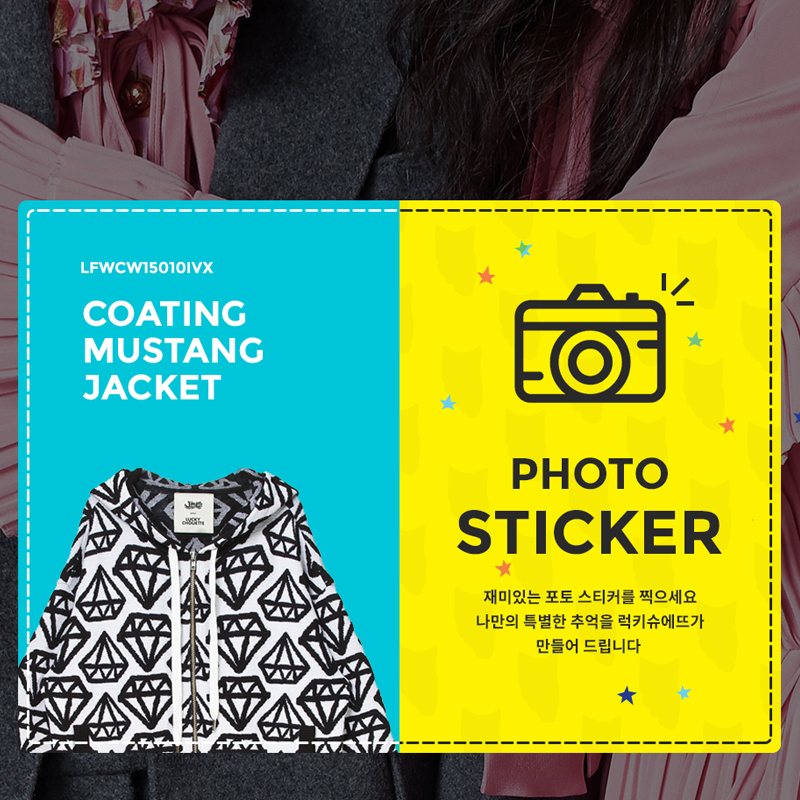 LFWCW15010IVX
COATING
MUSTANG
JACKET
LUCKY
CHOUETTE
PHOTO
STICKER
재미있는 포토 스티커를 찍으세요
나만의 특별한 추억을 럭키슈에뜨가
만들어 드립니다